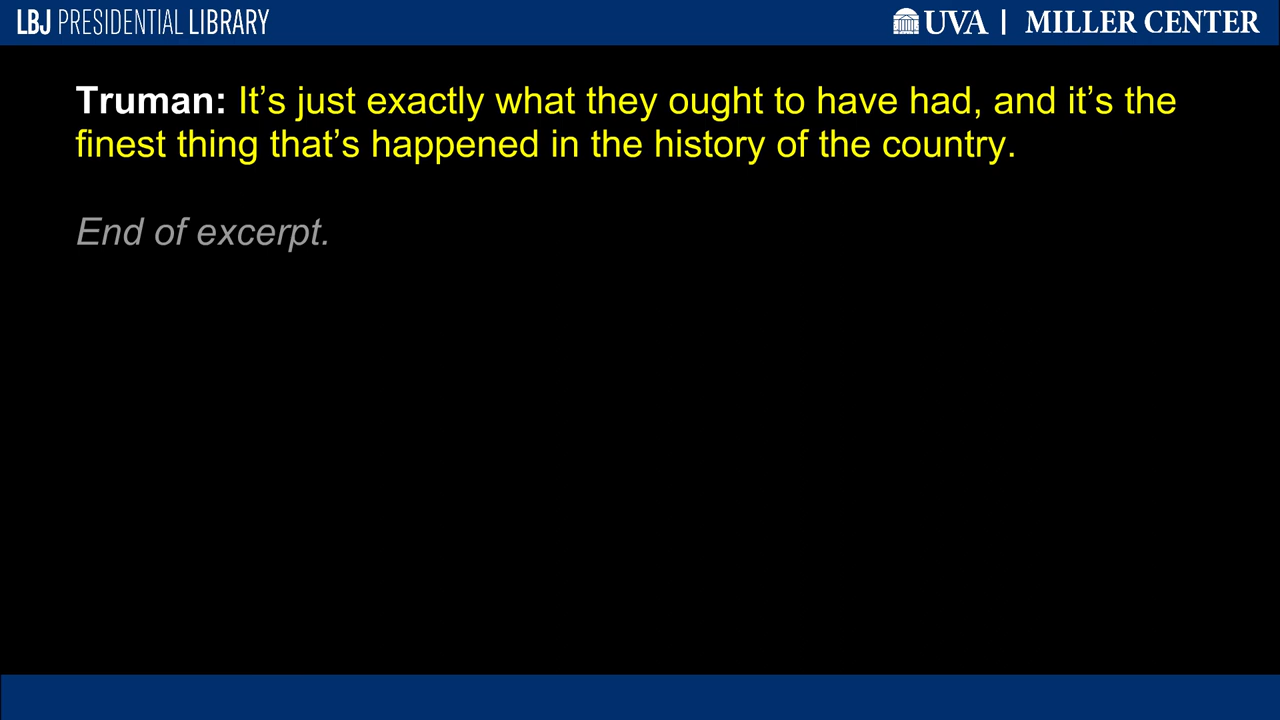 LBJ PRESIDENTIAL LIBRARY
UVA | MILLER CENTER
Truman: It’s just exactly what they ought to have had, and it’s the
finest thing that’s happened in the history of the country.
End of excerpt.